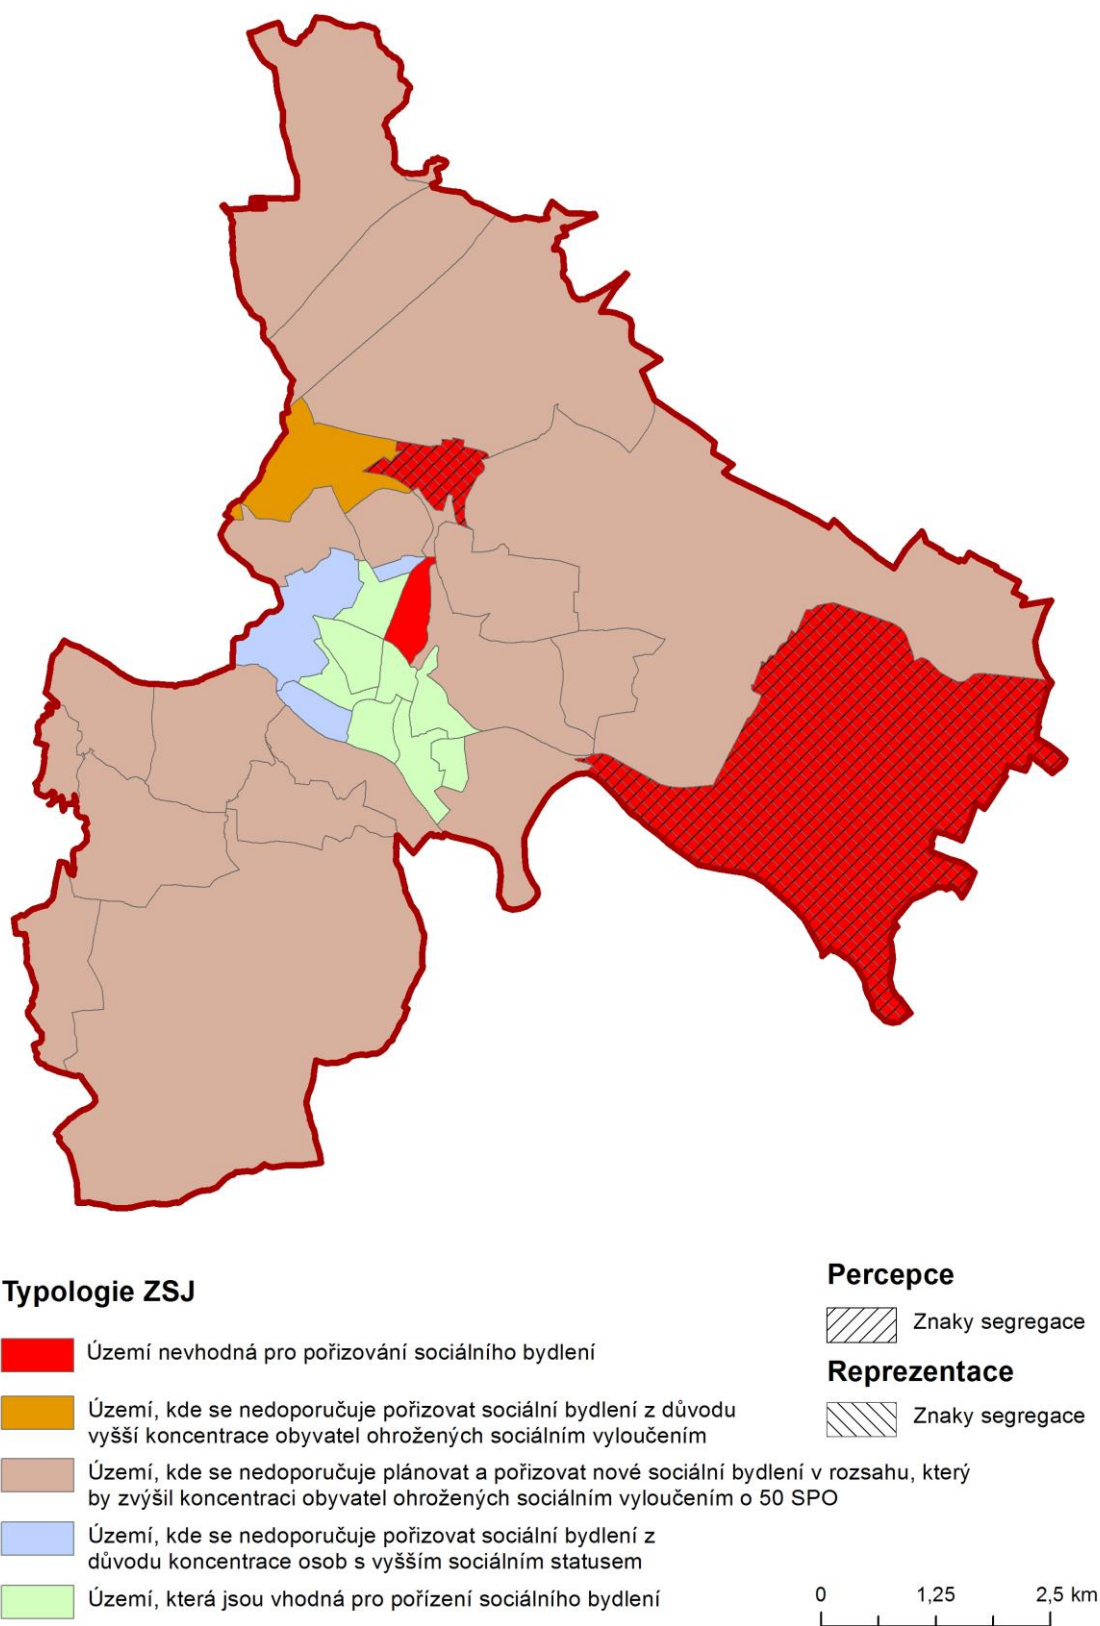 Typologie ZSJ
Území nevhodná pro pořizování sociálního bydlení
Území, kde se nedoporučuje pořizovat sociální bydlení z důvodu
vyšší koncentrace obyvatel ohrožených sociálním vyloučením
Území, kde se nedoporučuje plánovat a pořizovat nové sociální bydlení v rozsahu, který
by zvýšil koncentraci obyvatel ohrožených sociálním vyloučením o 50 SPO
Území, kde se nedoporučuje pořizovat sociální bydlení z
důvodu koncentrace osob s vyšším sociálním statusem
Území, která jsou vhodná pro pořízení sociálního bydlení
Percepce
Znaky segregace
Reprezentace
Znaky segregace
0 1,25 2,5 km